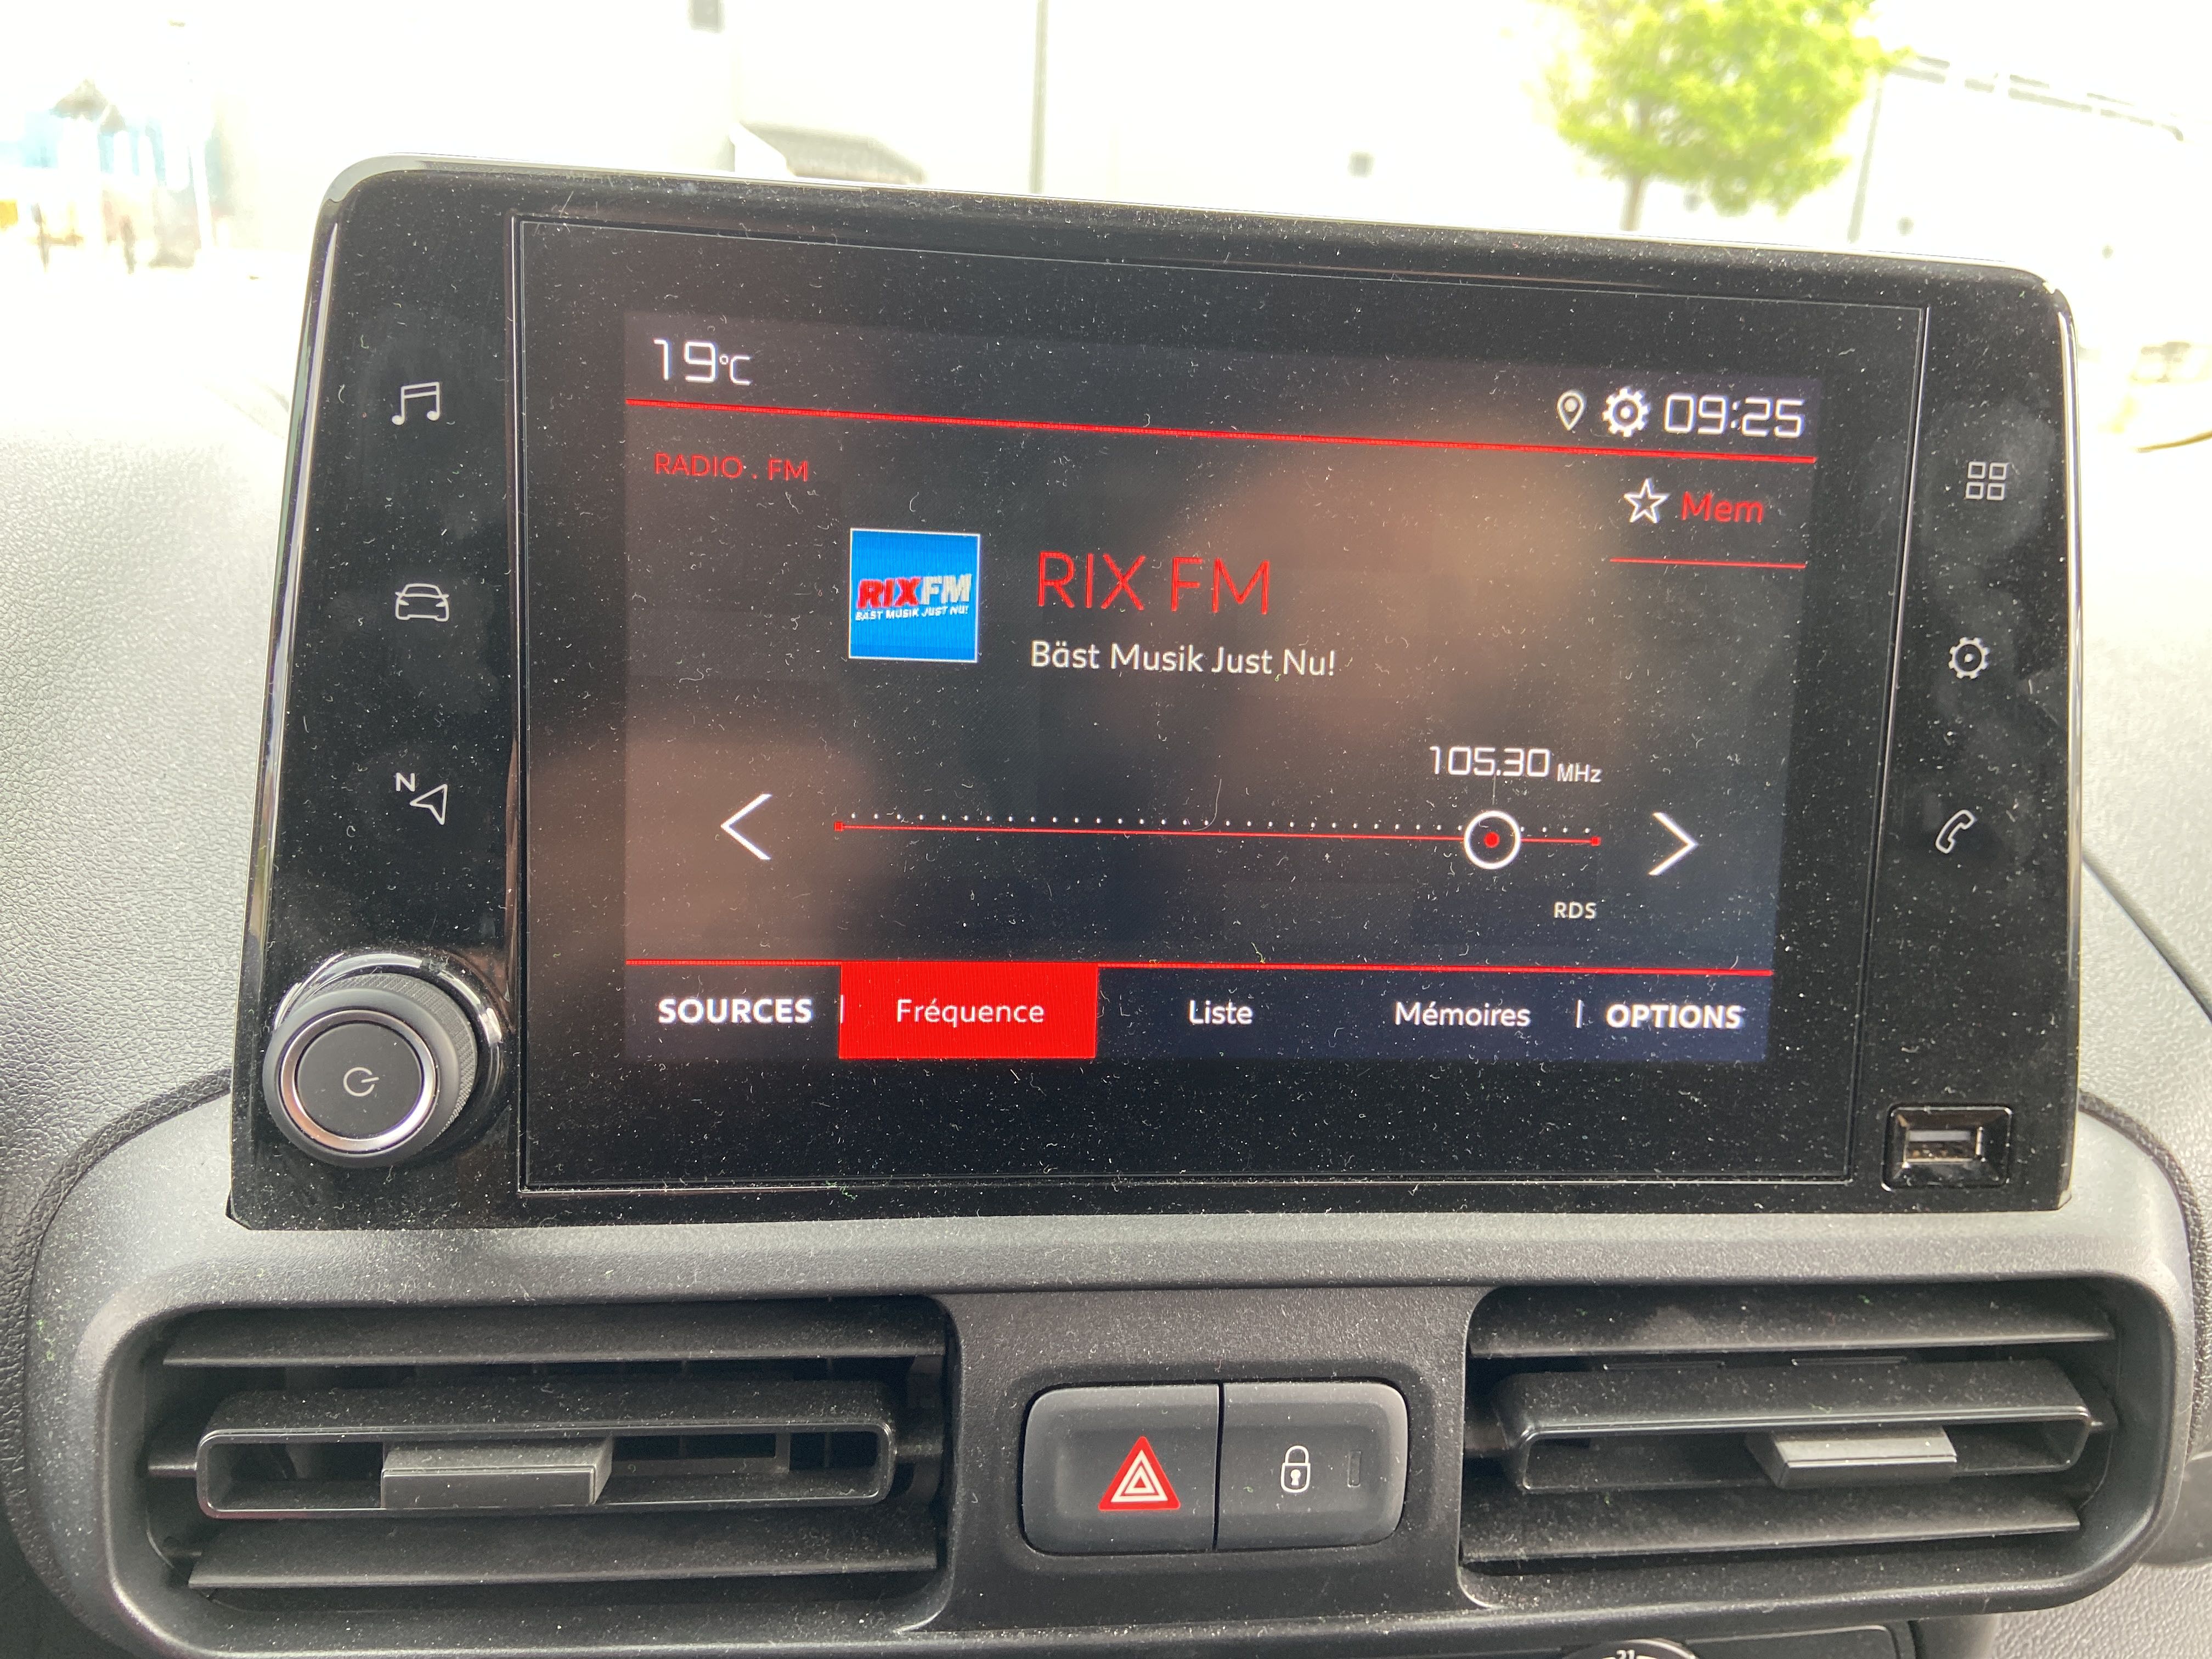 19°C
09:25
RADIO . FM
Mem
RIXFM
BÄST MUSIK JUST NU!
RIX FM
Bäst Musik Just Nu!
N
105.30 MHz
RDS
SOURCES | Fréquence Liste Mémoires | OPTIONS
21